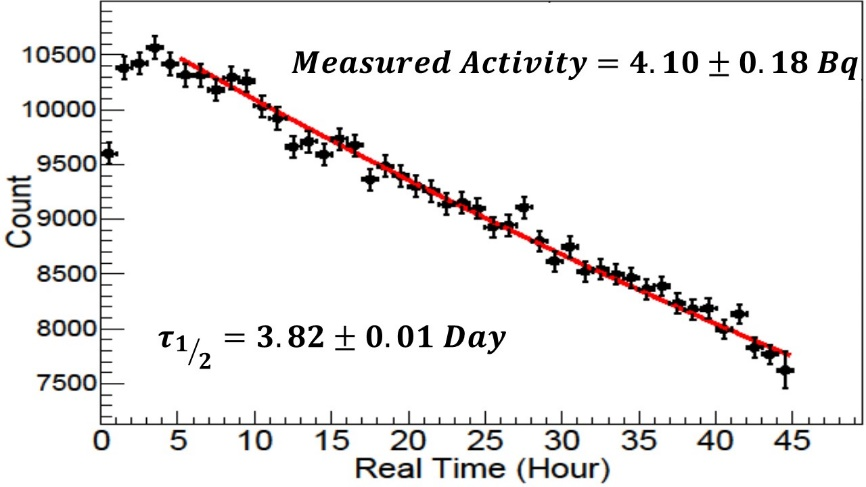 Measured Activity = 4.10 ± 0.18 Bq
τ1/2 = 3.82 ± 0.01 Day
Count
10500
10000
9500
9000
8500
8000
7500
0 5 10 15 20 25 30 35 40 45
Real Time (Hour)